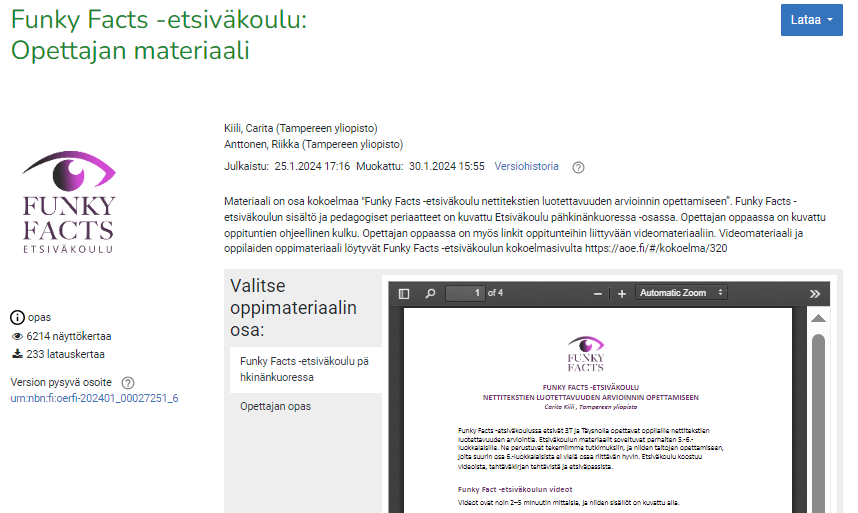 Funky Facts -etsiväkoulu:
Opettajan materiaali
Lataa
FUNKY
FACTS
ETSIVÄKOULU
Kiili, Carita (Tampereen yliopisto)
Anttonen, Riikka (Tampereen yliopisto)
Julkaistu: 25.1.2024 17:16 Muokattu: 30.1.2024 15:55 Versiohistoria ?
Materiaali on osa kokoelmaa "Funky Facts -etsiväkoulu nettitekstien luotettavuuden arvioinnin opettamiseen”. Funky Facts -
etsiväkoulun sisältö ja pedagogiset periaatteet on kuvattu Etsiväkoulu pähkinänkuoressa -osassa. Opettajan oppaassa on kuvattu
oppituntien ohjeellinen kulku. Opettajan oppaassa on myös linkit oppitunteihin liittyvään videomateriaaliin. Videomateriaali ja
oppilaiden oppimateriaali löytyvät Funky Facts -etsiväkoulun kokoelmasivulta https://aoe.fi/#/kokoelma/320
opas
6214 näyttökertaa
233 latauskertaa
Version pysyvä osoite ?
urn:nbn:fi:oerfi-202401_00027251_6
Valitse
oppimateriaalin
osa:
Funky Facts -etsiväkoulu pä
hkinänkuoressa
Opettajan opas
1 of 4
Automatic Zoom
FUNKY
FACTS
ETSIVÄKOULU
FUNKY FACTS -ETSIVÄKOULU
NETTITEKSTIEN LUOTETTAVUUDEN ARVIOINNIN OPETTAMISEEN
Carita Kiili , Tampereen yliopisto
Funky Facts -etsiväkoulussa etsivät 3T ja Täysnolla opettavat oppilaille nettitekstien
luotettavuuden arviointia. Etsiväkoulun materiaalit soveltuvat parhaiten 5.-6.-
luokkalaisille. Ne perustuvat tekemiimme tutkimuksiin, ja niiden taitojen opettamiseen,
joita suurin osa 6.-luokkalaisista ei vielä osaa riittävän hyvin. Etsiväkoulu koostuu
videoista, tehtäväkirjan tehtävistä ja etsiväpassista.
Funky Fact -etsiväkoulun videot
Videot ovat noin 2–5 minuutin mittaisia, ja niiden sisällöt on kuvattu alla.